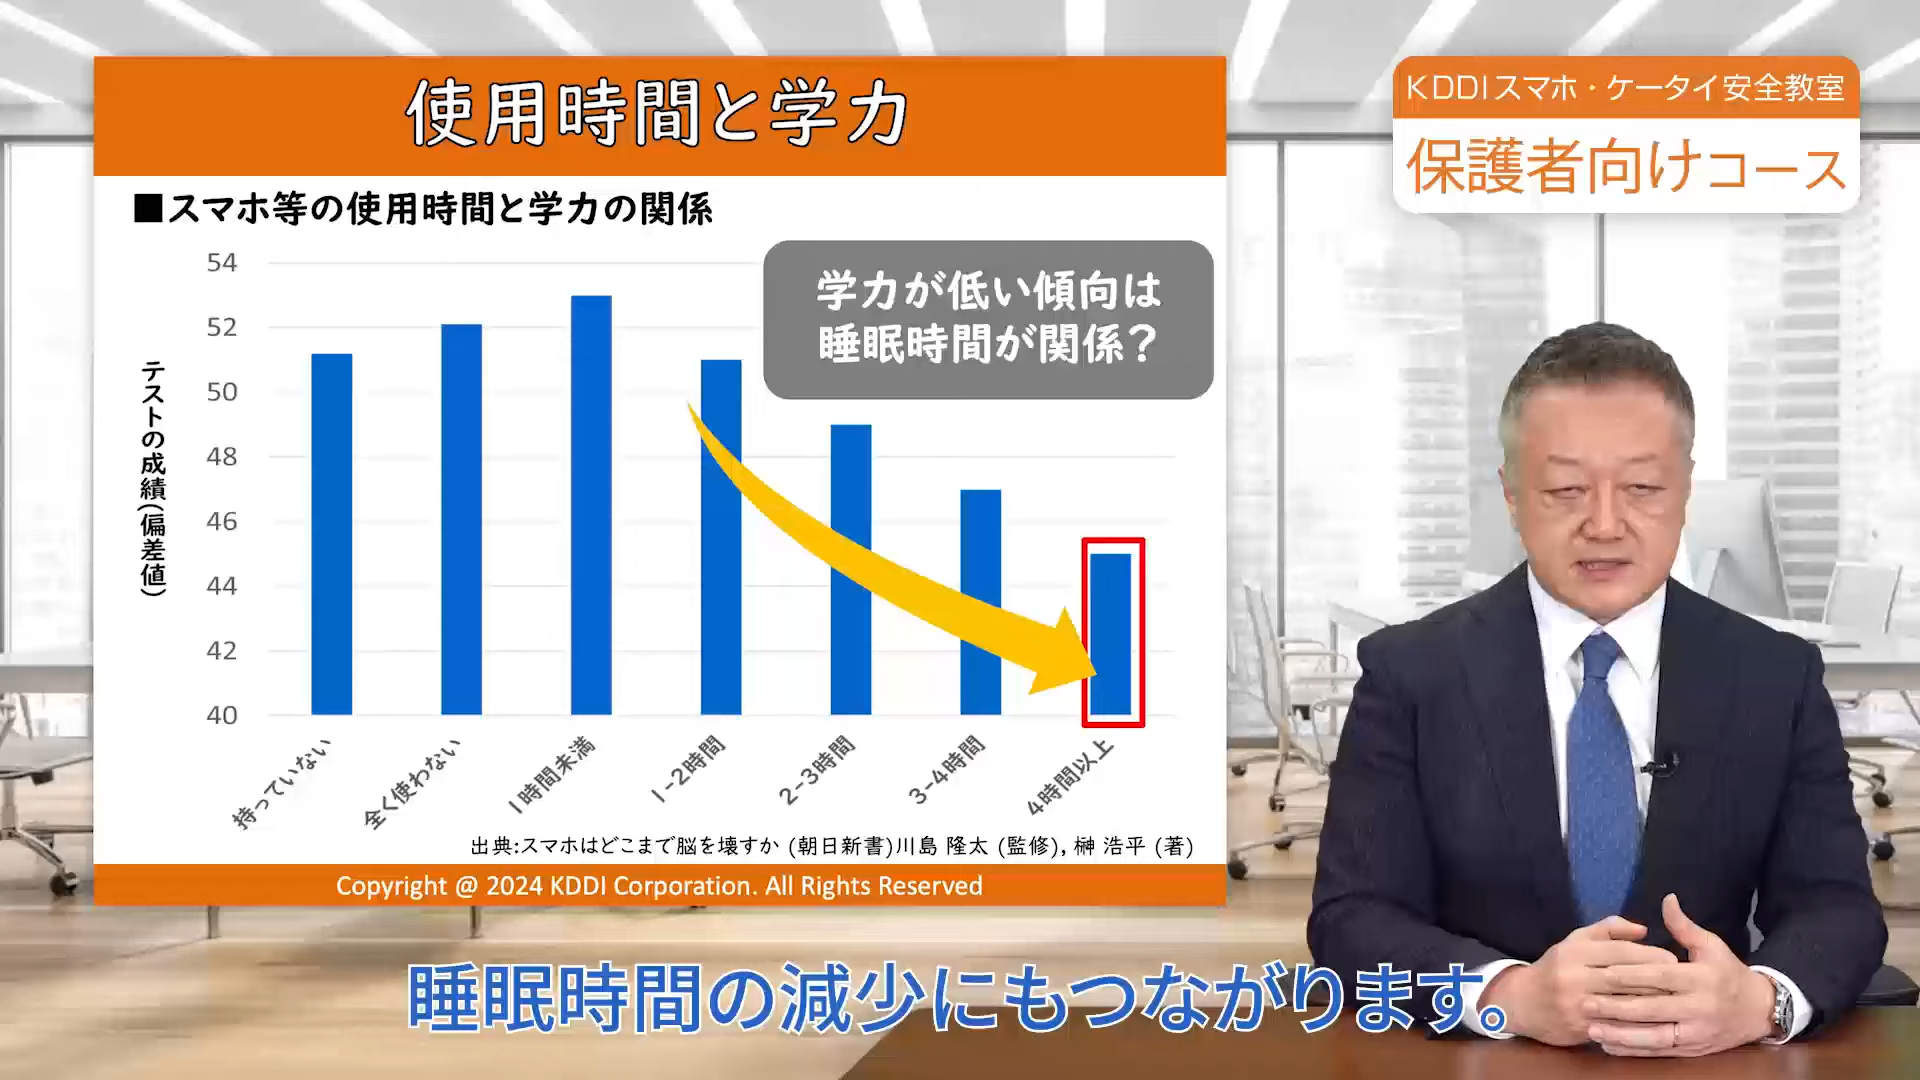 使用時間と学力
■スマホ等の使用時間と学力の関係
学力が低い傾向は
睡眠時間が関係？
テストの成績(偏差値)
54
52
50
48
46
44
42
40
持っていない
全く使わない
1時間未満
1-2時間
2-3時間
3-4時間
4時間以上
出典:スマホはどこまで脳を壊すか (朝日新書)川島 隆太 (監修), 榊 浩平 (著)
Copyright @ 2024 KDDI Corporation. All Rights Reserved
KDDIスマホ・ケータイ安全教室
保護者向けコース
睡眠時間の減少にもつながります。